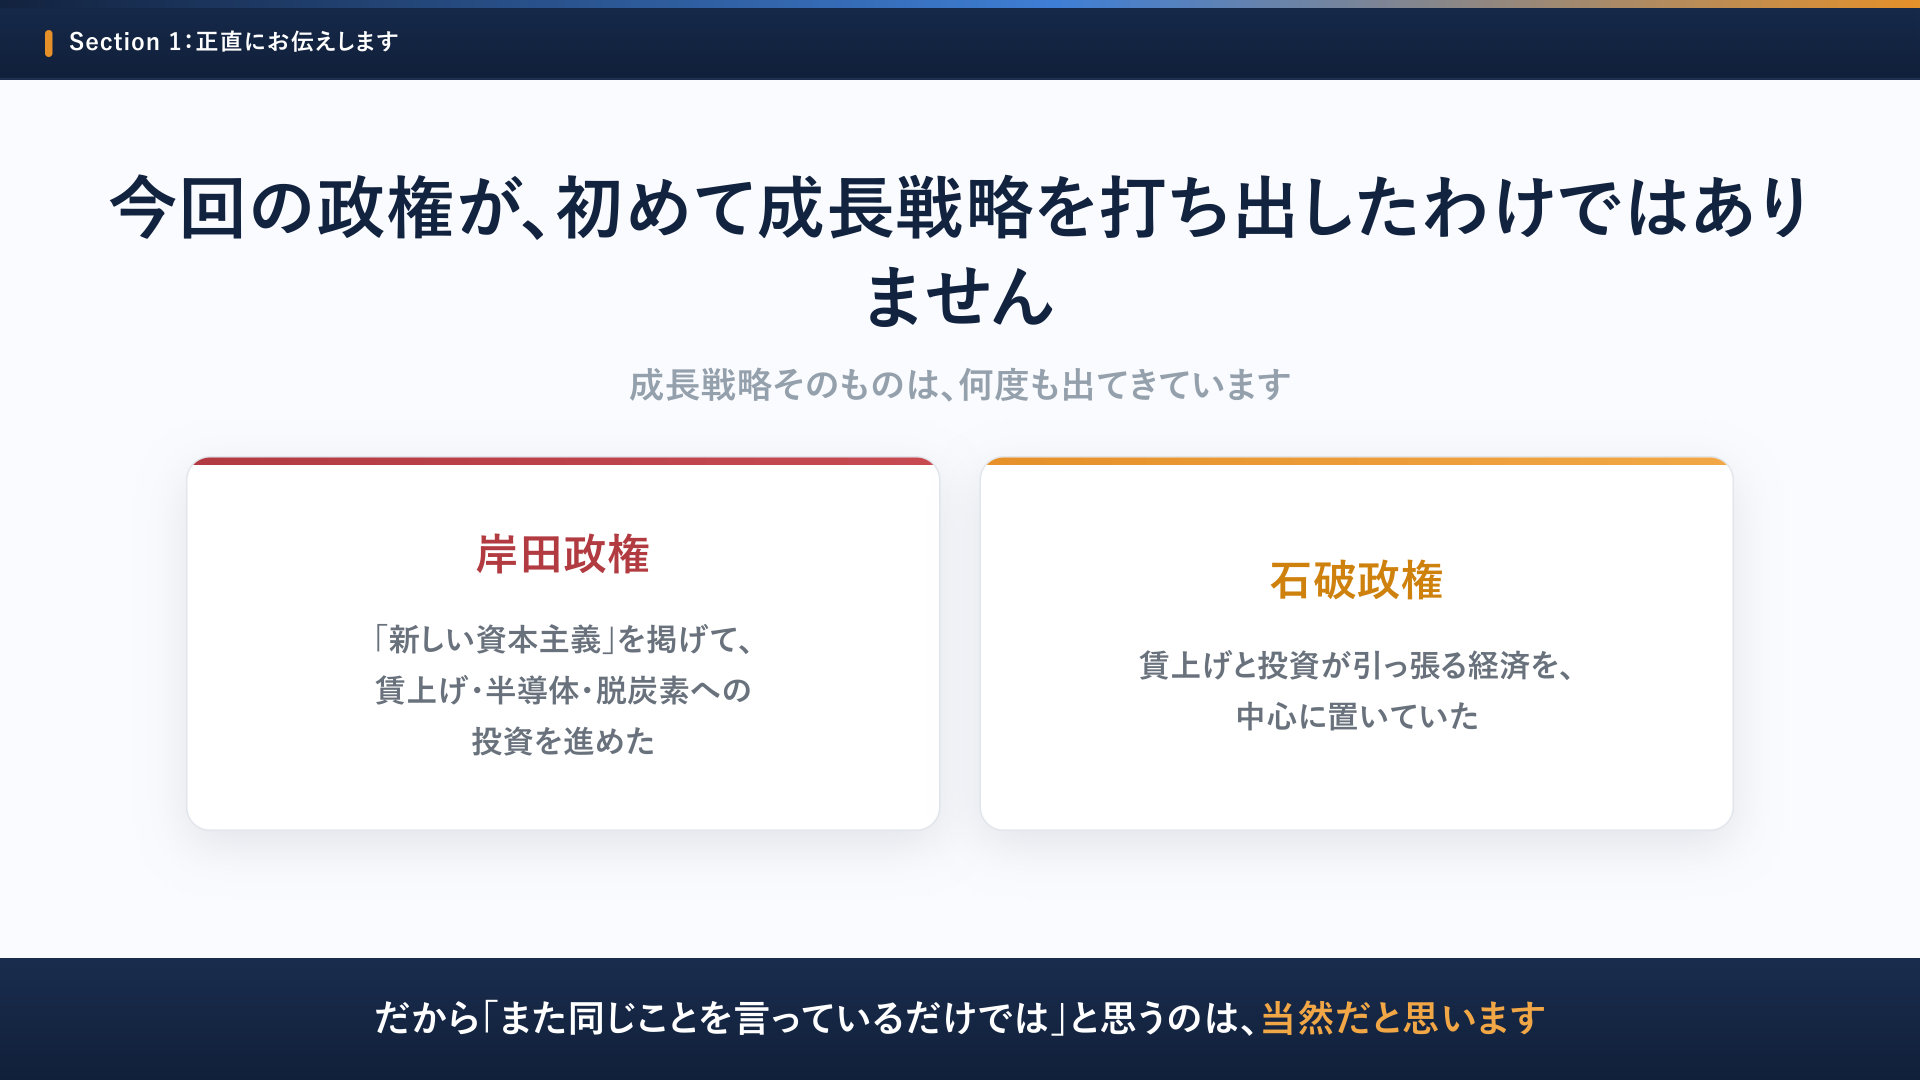 Section 1：正直にお伝えします
今回の政権が、初めて成長戦略を打ち出したわけではあり
ません
成長戦略そのものは、何度も出てきています
岸田政権
「新しい資本主義」を掲げて、
賃上げ・半導体・脱炭素への
投資を進めた
石破政権
賃上げと投資が引っ張る経済を、
中心に置いていた
だから「また同じことを言っているだけでは」と思うのは、当然だと思います